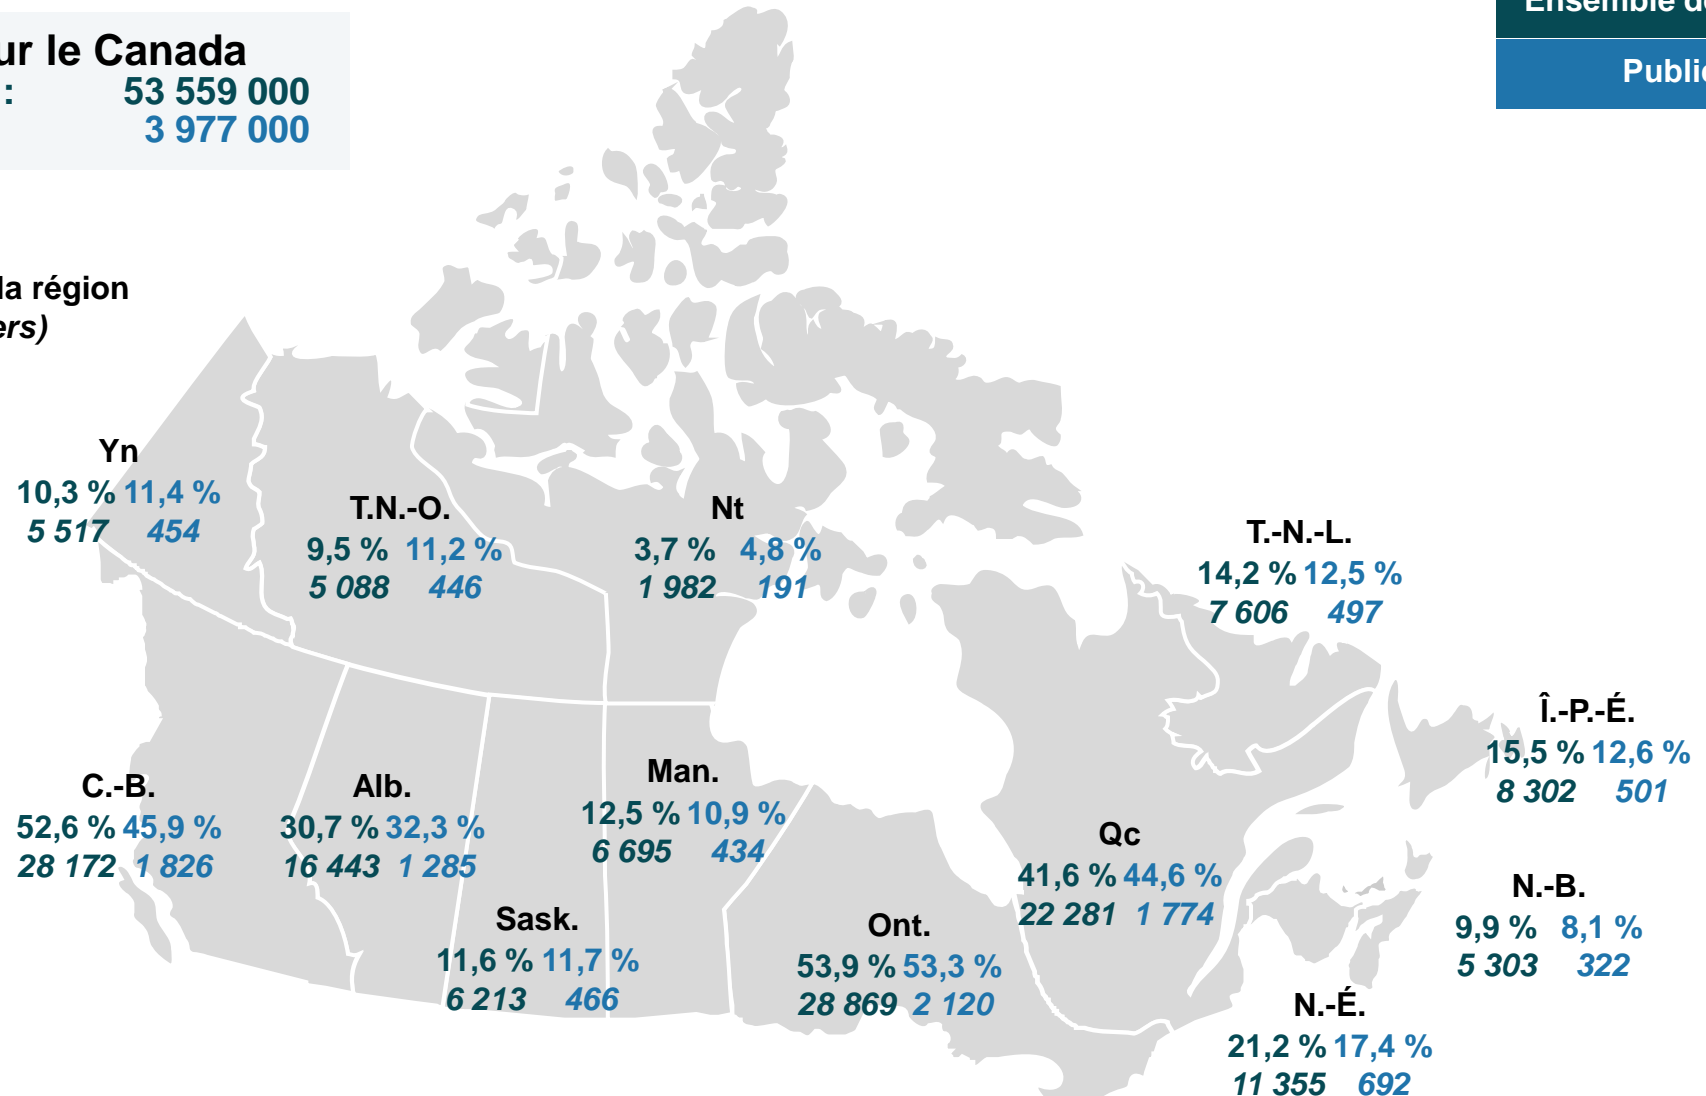 ur le Canada
: 53 559 000
3 977 000
Ensemble de
Public
la région
ers)
Yn
10,3 % 11,4 %
5 517 454
T.N.-O.
9,5 % 11,2 %
5 088 446
Nt
3,7 % 4,8 %
1 982 191
T.-N.-L.
14,2 % 12,5 %
7 606 497
Î.-P.-É.
15,5 % 12,6 %
8 302 501
C.-B.
52,6 % 45,9 %
28 172 1 826
Alb.
30,7 % 32,3 %
16 443 1 285
Man.
12,5 % 10,9 %
6 695 434
Qc
41,6 % 44,6 %
22 281 1 774
N.-B.
9,9 % 8,1 %
5 303 322
Sask.
11,6 % 11,7 %
6 213 466
Ont.
53,9 % 53,3 %
28 869 2 120
N.-É.
21,2 % 17,4 %
11 355 692